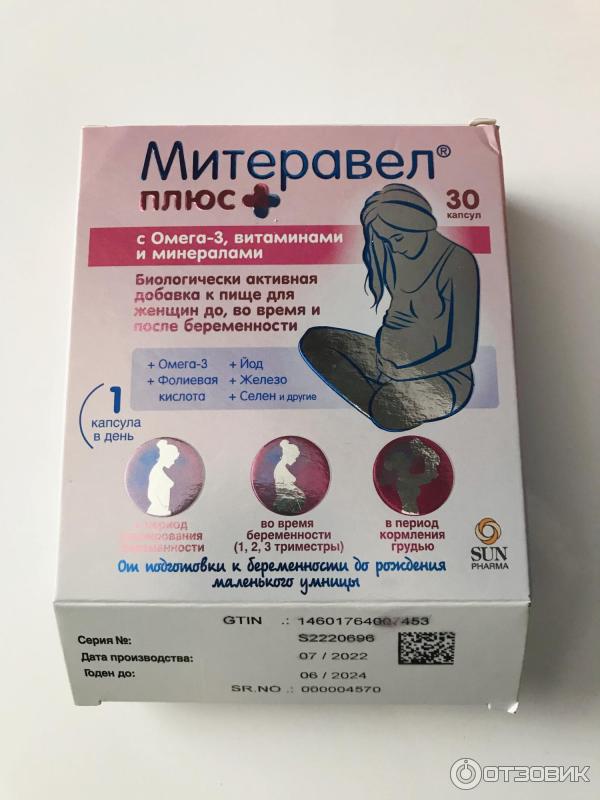 Митеравел®
плюс
30
капсул
с Омега-3, витаминами
и минералами
Биологически активная
добавка к пище для
женщин до, во время и
после беременности
+ Омега-3
+ Фолиевая
кислота
+ Йод
+ Железо
+ Селен и другие
1
капсула
в день
период
во время
беременности
(1, 2, 3 триместры)
в период
кормления
грудью
От подготовки к беременности до рождения
маленького умницы
SUN
PHARMA
GTIN .: 14601764007453
Серия №: S2220696
Дата производства: 07 / 2022
Годен до: 06 / 2024
SR.NO .: 000004570
ОТЗОВИК